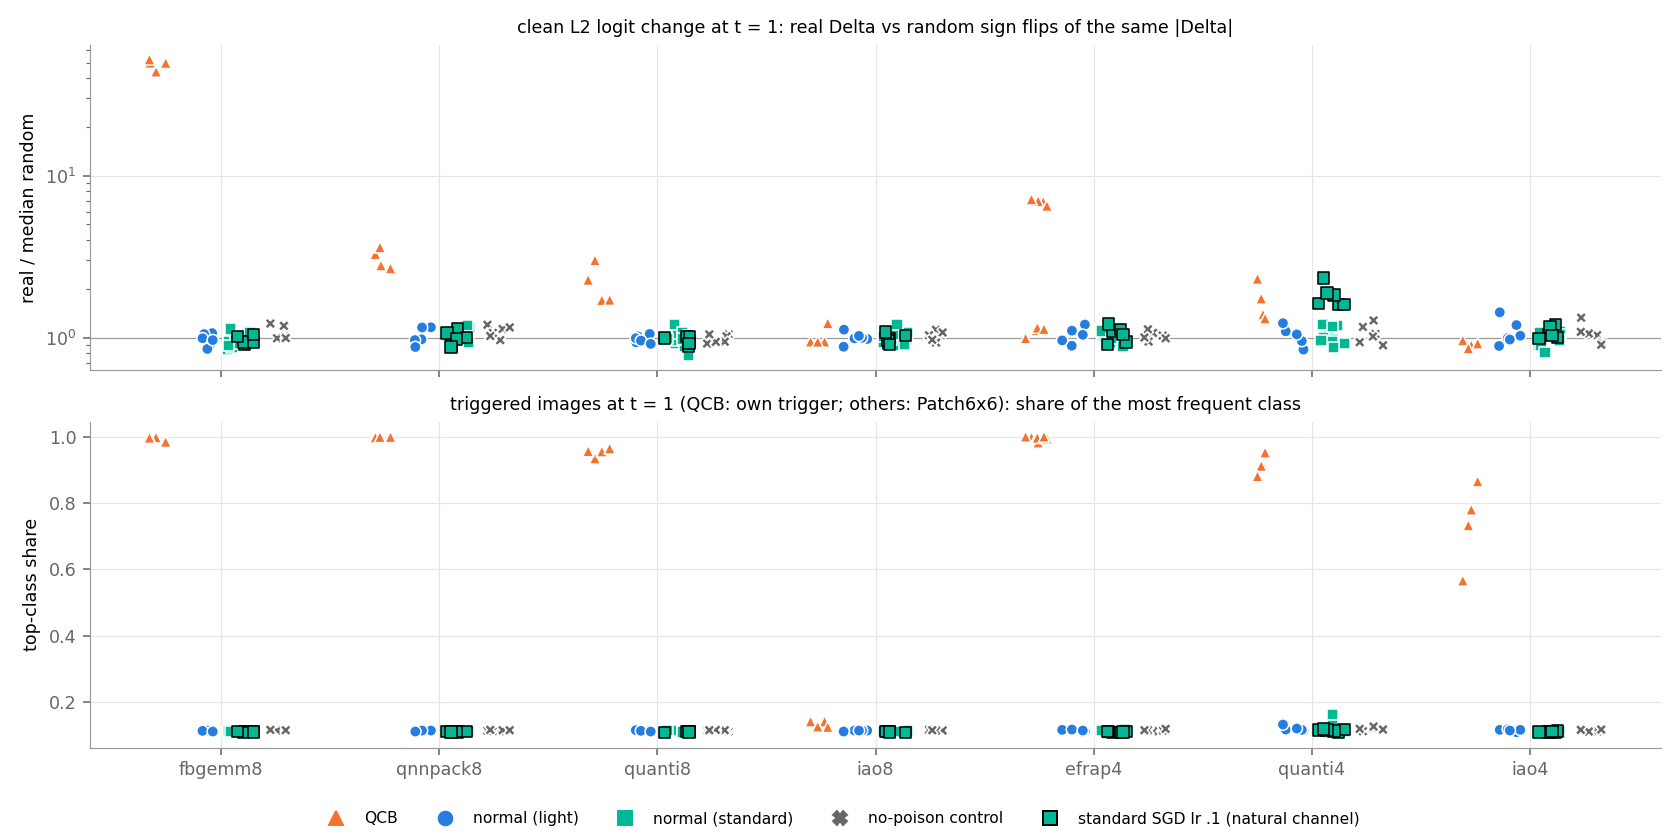 clean L2 logit change at t = 1: real Delta vs random sign flips of the same |Delta|
real / median random
10¹
10⁰
triggered images at t = 1 (QCB: own trigger; others: Patch6x6): share of the most frequent class
top-class share
1.0
0.8
0.6
0.4
0.2
fbgemm8 qnnpack8 quanti8 iao8 efrap4 quanti4 iao4
QCB normal (light) normal (standard) no-poison control standard SGD lr .1 (natural channel)